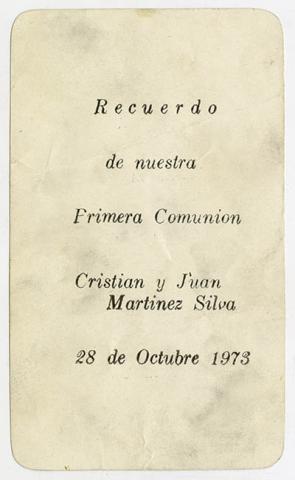 Recuerdo
de nuestra
Primera Comunion
Cristian y Juan
Martinez Silva
28 de Octubre 1973